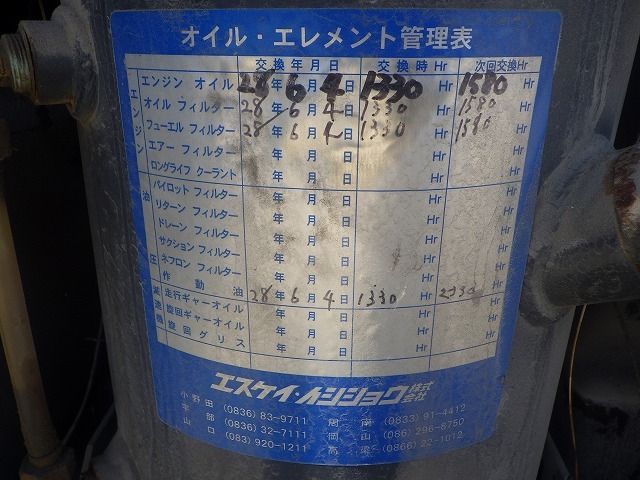 オイル・エレメント管理表
交換年月日 交換時Hr 次回交換Hr
エンジン
エンジン オイル 28年 6月 4日 1330 Hr 1580 Hr
オイル フィルター 28年 6月 4日 1330 Hr 1580 Hr
フューエル フィルター 28年 6月 4日 1330 Hr 1580 Hr
エアー フィルター 年 月 日 Hr Hr
ロングライフ クーラント 年 月 日 Hr Hr
油圧
パイロット フィルター 年 月 日 Hr Hr
リターン フィルター 年 月 日 Hr Hr
ドレーン フィルター 年 月 日 Hr Hr
サクション フィルター 年 月 日 Hr Hr
ネフロン フィルター 年 月 日 Hr Hr
作動油 年 月 日 Hr Hr
減速機
走行ギャーオイル 28年 6月 4日 1330 Hr 2330 Hr
旋回ギャーオイル 年 月 日 Hr Hr
旋回グリス 年 月 日 Hr Hr
エスケイ・イシショウ株式会社
小野田 (0836) 83-9711 周南 (0833) 91-4412
宇部 (0836) 32-7111 岡山 (086) 296-8750
山口 (083) 920-1211 高梁 (0866) 22-1012